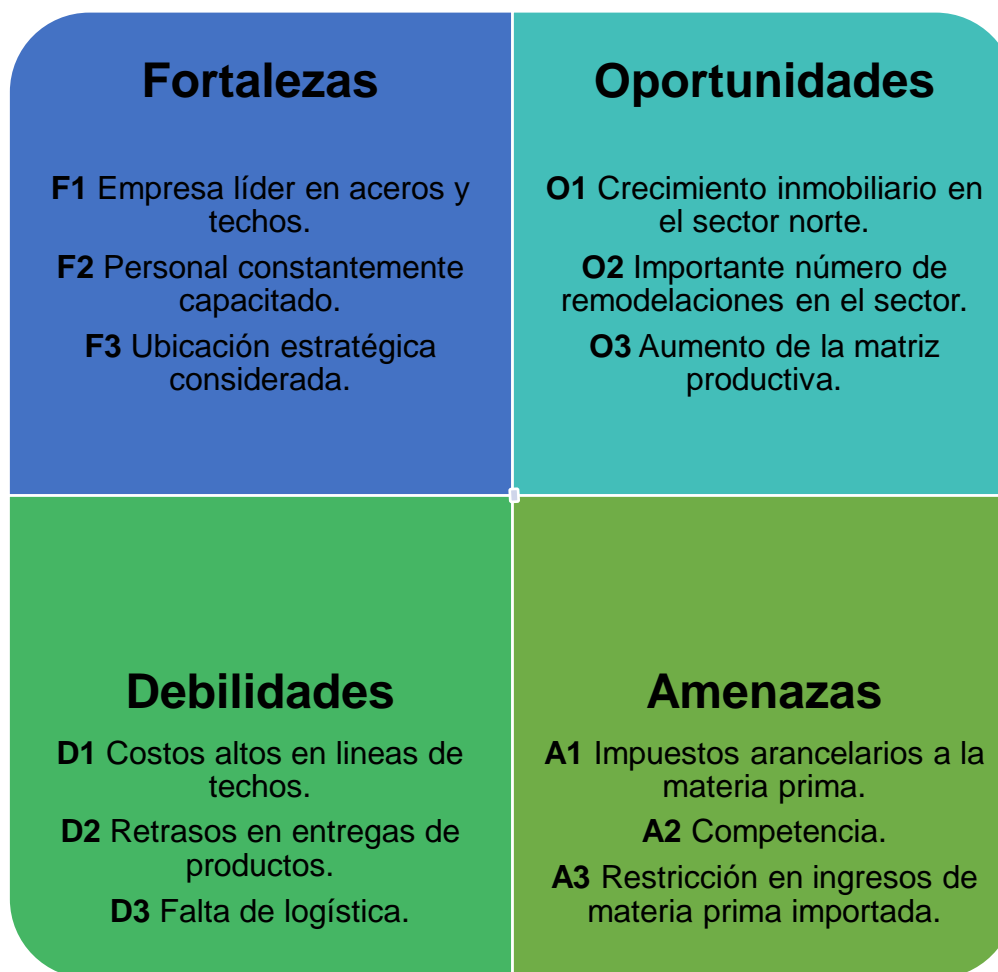 Fortalezas
F1 Empresa líder en aceros y
techos.
F2 Personal constantemente
capacitado.
F3 Ubicación estratégica
considerada.
Oportunidades
O1 Crecimiento inmobiliario en
el sector norte.
O2 Importante número de
remodelaciones en el sector.
O3 Aumento de la matriz
productiva.
Debilidades
D1 Costos altos en lineas de
techos.
D2 Retrasos en entregas de
productos.
D3 Falta de logística.
Amenazas
A1 Impuestos arancelarios a la
materia prima.
A2 Competencia.
A3 Restricción en ingresos de
materia prima importada.